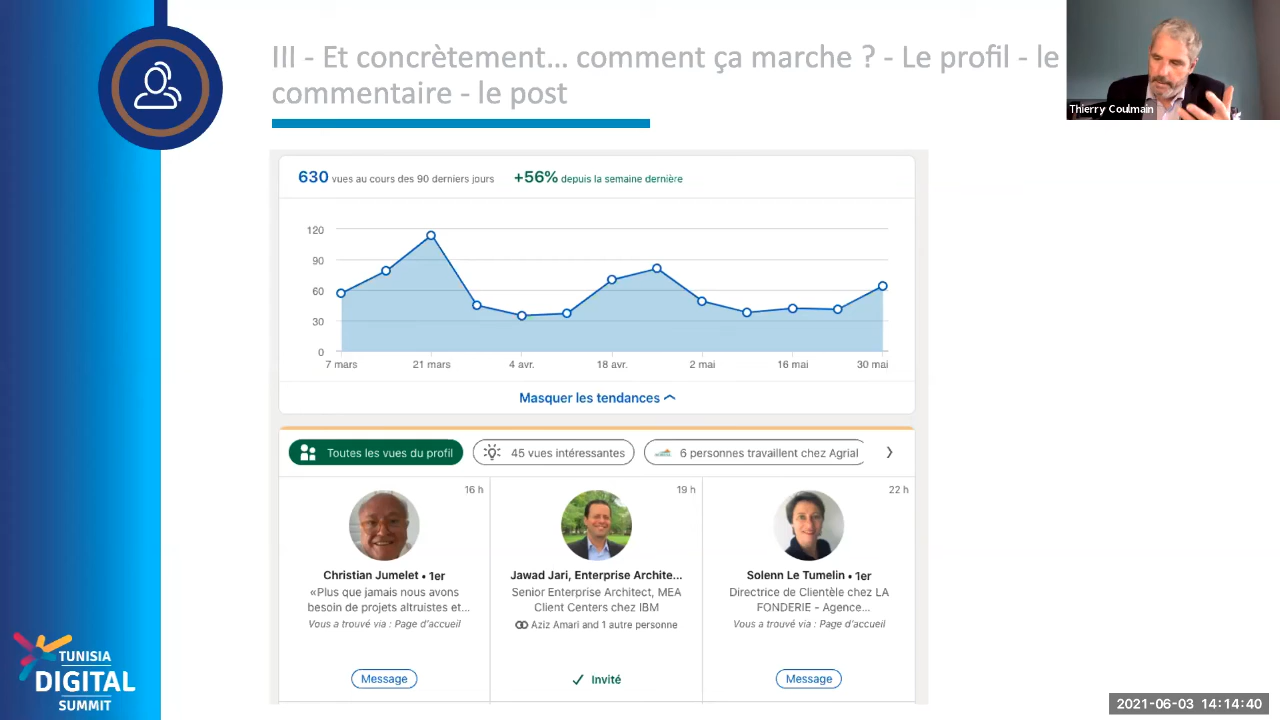 III - Et concrètement... comment ça marche ? - Le profil - le
commentaire - le post
Thierry Coulmain
630 vues au cours des 90 derniers jours +56% depuis la semaine dernière
120
90
60
30
0
7 mars 21 mars 4 avr. 18 avr. 2 mai 16 mai 30 mai
Masquer les tendances
Toutes les vues du profil 45 vues intéressantes 6 personnes travaillent chez Agrial
16 h
Christian Jumelet • 1er
«Plus que jamais nous avons
besoin de projets altruistes et...
Vous a trouvé via : Page d'accueil
Message
19 h
Jawad Jari, Enterprise Archite...
Senior Enterprise Architect, MEA
Client Centers chez IBM
Aziz Amari and 1 autre personne
Invité
22 h
Solenn Le Tumelin • 1er
Directrice de Clientèle chez LA
FONDERIE - Agence...
Vous a trouvé via : Page d'accueil
Message
TUNISIA
DIGITAL
SUMMIT
2021-06-03 14:14:40